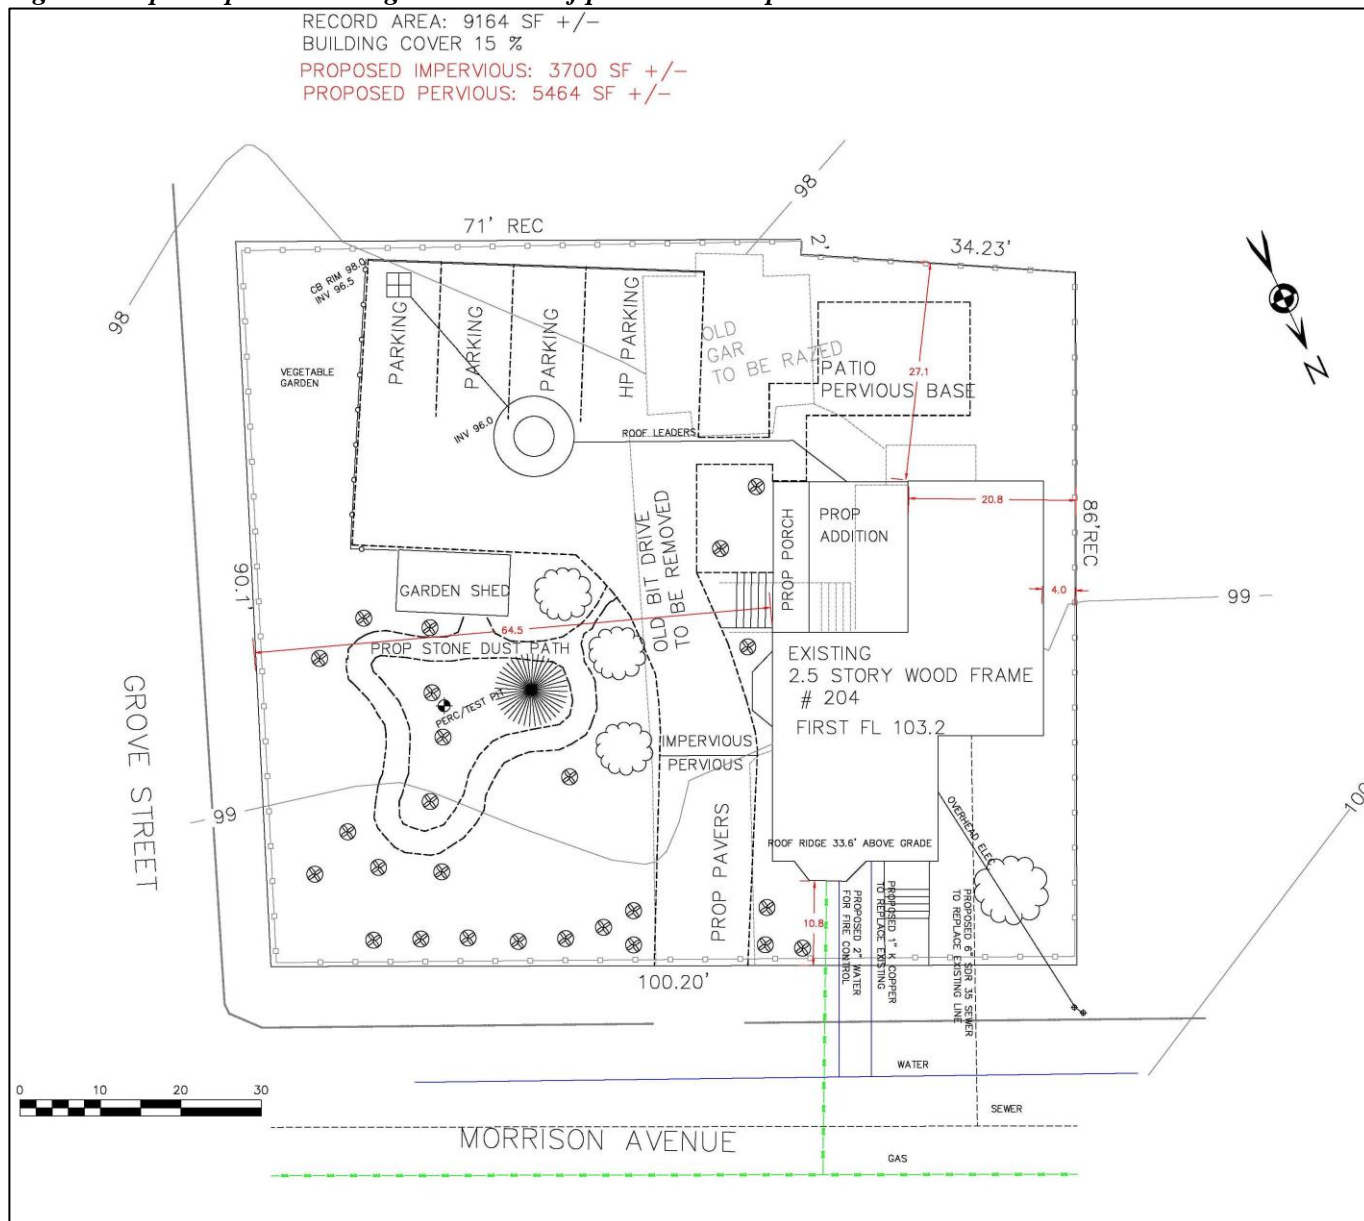 RECORD AREA: 9164 SF +/-
BUILDING COVER 15 %
PROPOSED IMPERVIOUS: 3700 SF +/-
PROPOSED PERVIOUS: 5464 SF +/-
98
71' REC
2'
34.23'
98
CB RIM 98.0
INV 96.5
PARKING
PARKING
PARKING
HP PARKING
OLD
GAR
TO BE RAZED
VEGETABLE
GARDEN
PATIO
PERVIOUS BASE
27.1
N
INV 96.0
ROOF LEADERS
OLD BIT DRIVE
TO BE REMOVED
PROP PORCH
PROP
ADDITION
20.8
86'REC
90.1'
GARDEN SHED
4.0
99
64.5
PROP STONE DUST PATH
EXISTING
2.5 STORY WOOD FRAME
# 204
FIRST FL 103.2
PERC/TEST PIT
GROVE STREET
IMPERVIOUS
PERVIOUS
99
100
PROP PAVERS
ROOF RIDGE 33.6' ABOVE GRADE
OVERHEAD ELEC
10.8
PROPOSED 2" WATER
FOR FIRE CONTROL
PROPOSED 1" K COPPER
TO REPLACE EXISTING
PROPOSED 6" SDR 35 SEWER
TO REPLACE EXISTING LINE
100.20'
0 10 20 30
WATER
SEWER
MORRISON AVENUE
GAS